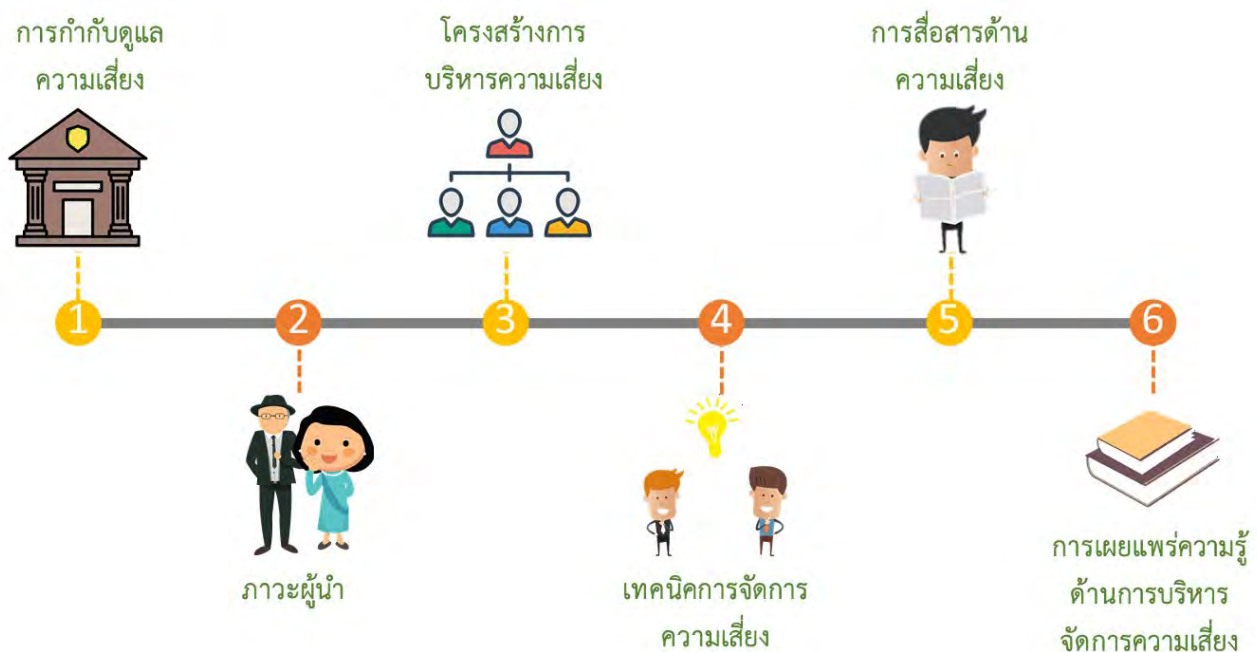 การกำกับดูแล
ความเสี่ยง
โครงสร้างการ
บริหารความเสี่ยง
การสื่อสารด้าน
ความเสี่ยง
1
2
3
4
5
6
ภาวะผู้นำ
เทคนิคการจัดการ
ความเสี่ยง
การเผยแพร่ความรู้
ด้านการบริหาร
จัดการความเสี่ยง